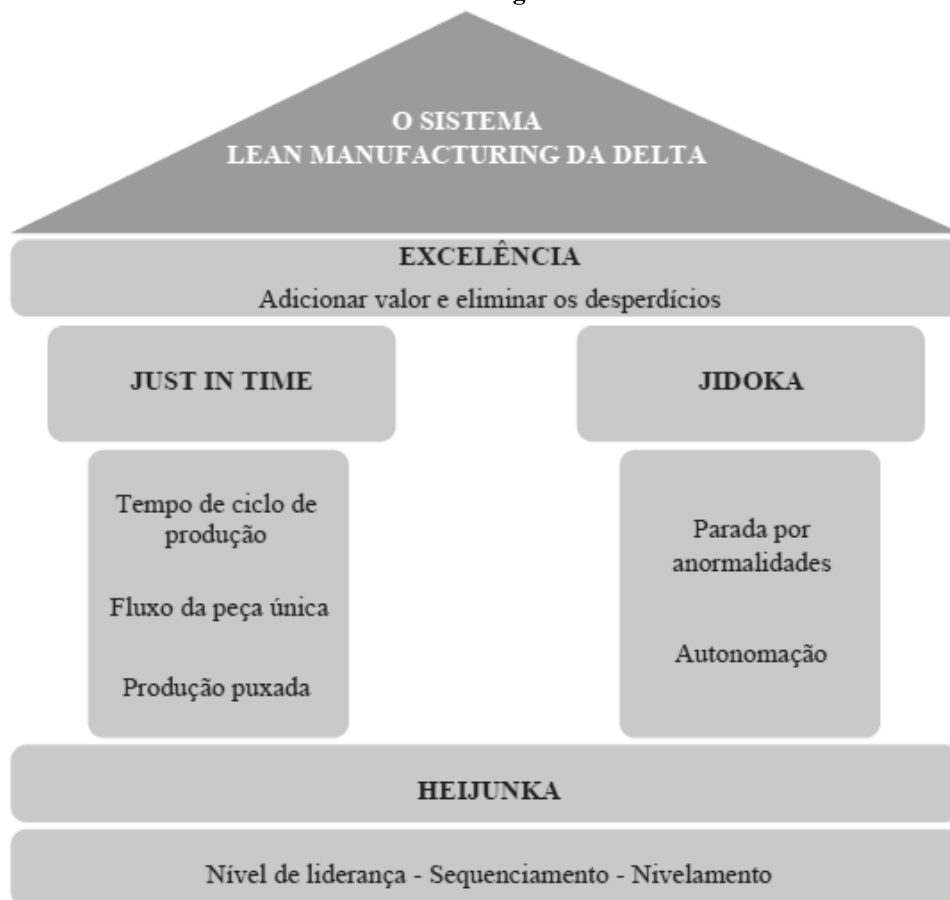 O SISTEMA
LEAN MANUFACTURING DA DELTA
EXCELÊNCIA
Adicionar valor e eliminar os desperdícios
JUST IN TIME
JIDOKA
Tempo de ciclo de
produção
Fluxo da peça única
Produção puxada
Parada por
anormalidades
Autonomação
HEIJUNKA
Nível de liderança - Sequenciamento - Nivelamento